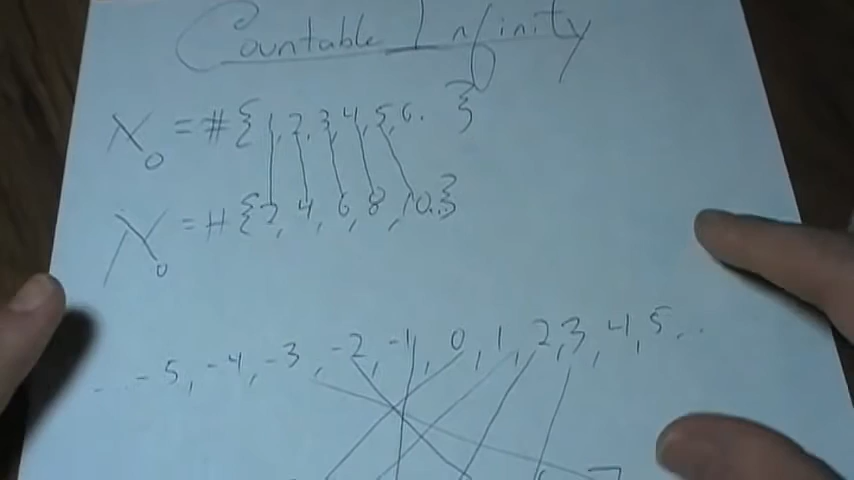 Countable Infinity
ℵ₀ = #{1, 2, 3, 4, 5, 6. }
ℵ₀ = #{2, 4, 6, 8, 10..}
... -5, -4, -3, -2, -1, 0, 1, 2, 3, 4, 5, ..